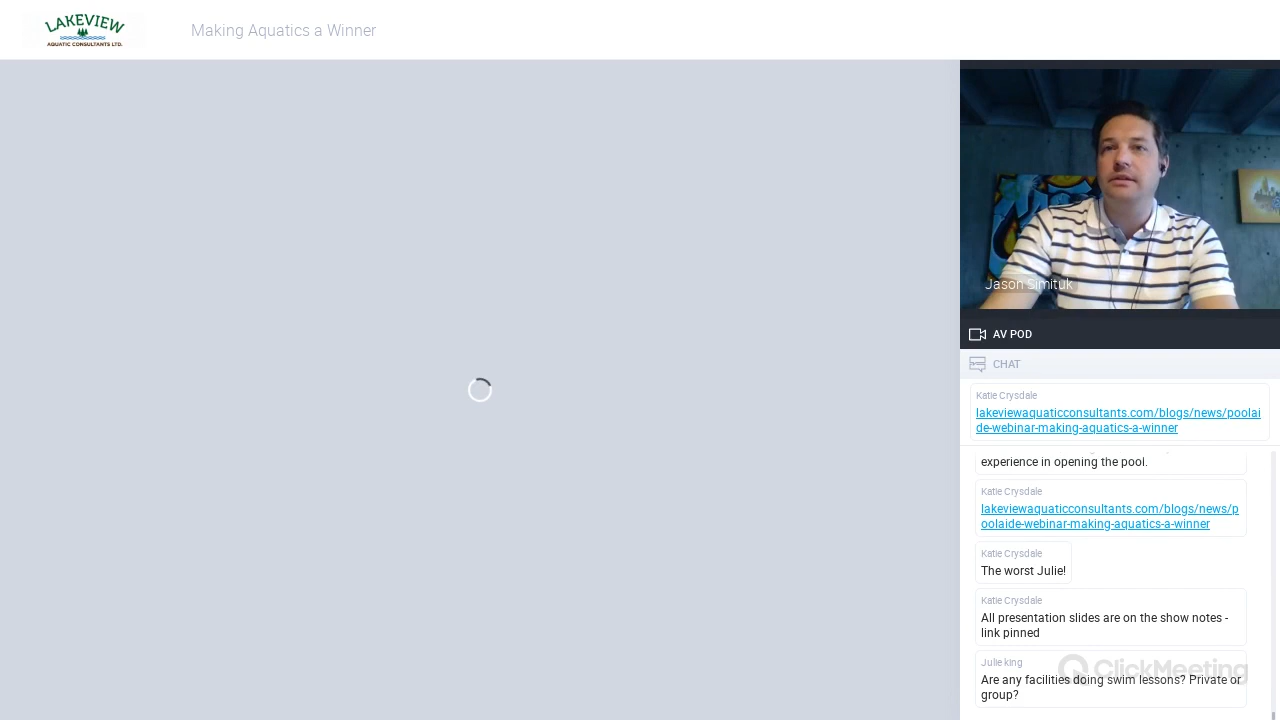 LAKEVIEW
AQUATIC CONSULTANTS LTD.
Making Aquatics a Winner
Jason Simituk
AV POD
CHAT
Katie Crysdale
lakeviewaquaticconsultants.com/blogs/news/poolai
de-webinar-making-aquatics-a-winner
experience in opening the pool.
Katie Crysdale
lakeviewaquaticconsultants.com/blogs/news/p
oolaide-webinar-making-aquatics-a-winner
Katie Crysdale
The worst Julie!
Katie Crysdale
All presentation slides are on the show notes -
link pinned
Julie king
ClickMeeting
Are any facilities doing swim lessons? Private or
group?